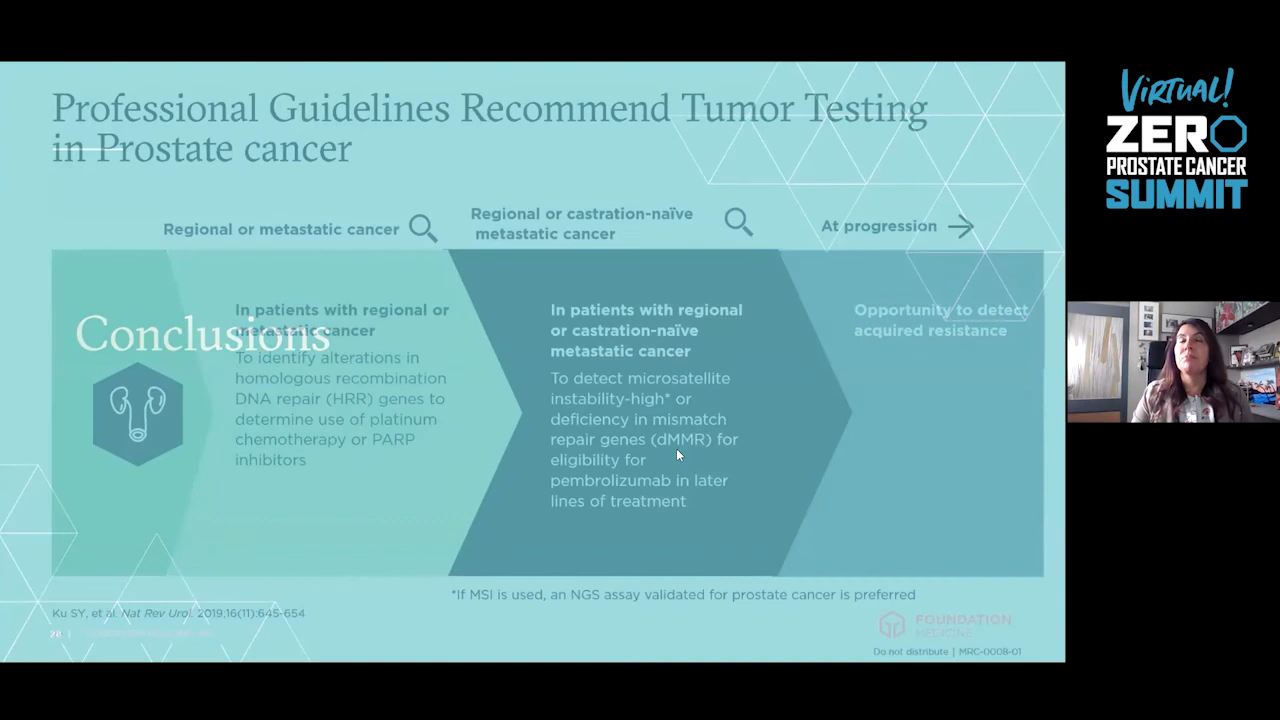 Professional Guidelines Recommend Tumor Testing
in Prostate cancer
Regional or metastatic cancer
Regional or castration-naïve
metastatic cancer
At progression
In patients with regional or
metastatic cancer
To identify alterations in
homologous recombination
DNA repair (HRR) genes to
determine use of platinum
chemotherapy or PARP
inhibitors
In patients with regional
or castration-naïve
metastatic cancer
To detect microsatellite
instability-high* or
deficiency in mismatch
repair genes (dMMR) for
eligibility for
pembrolizumab in later
lines of treatment
Opportunity to detect
acquired resistance
Conclusions
*If MSI is used, an NGS assay validated for prostate cancer is preferred
Ku SY, et al. Nat Rev Urol. 2019;16(11):645-654
FOUNDATION
MEDICINE
Do not distribute | MRC-0008-01
VIRTUAL!
ZERO
PROSTATE CANCER
SUMMIT